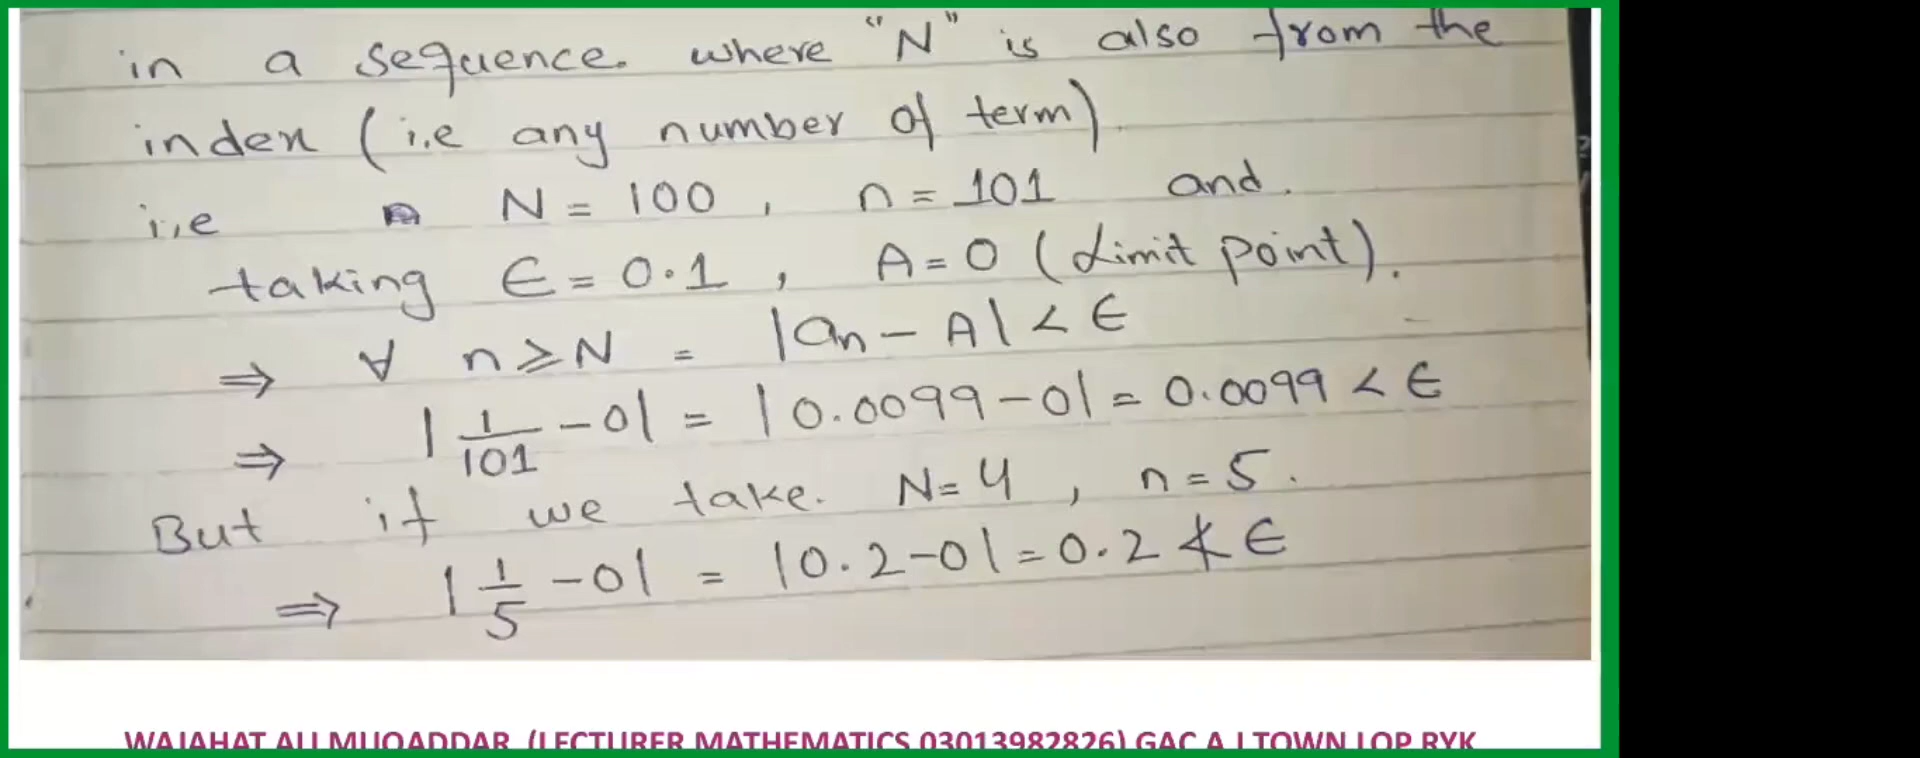 in a sequence. where "N" is also from the
index (i.e any number of term).
i.e N = 100 , n = 101 and.
taking ∈ = 0.1 , A = 0 (Limit point).
⇒ ∀ n ⩾ N = |an - A| < ∈
⇒ |1/101 - 0| = |0.0099 - 0| = 0.0099 < ∈
But if we take. N = 4 , n = 5.
⇒ |1/5 - 0| = |0.2 - 0| = 0.2 ≮ ∈
WAJAHAT ALI MUQADDAR (LECTURER MATHEMATICS 03013982826) GAC A J TOWN LQP RYK